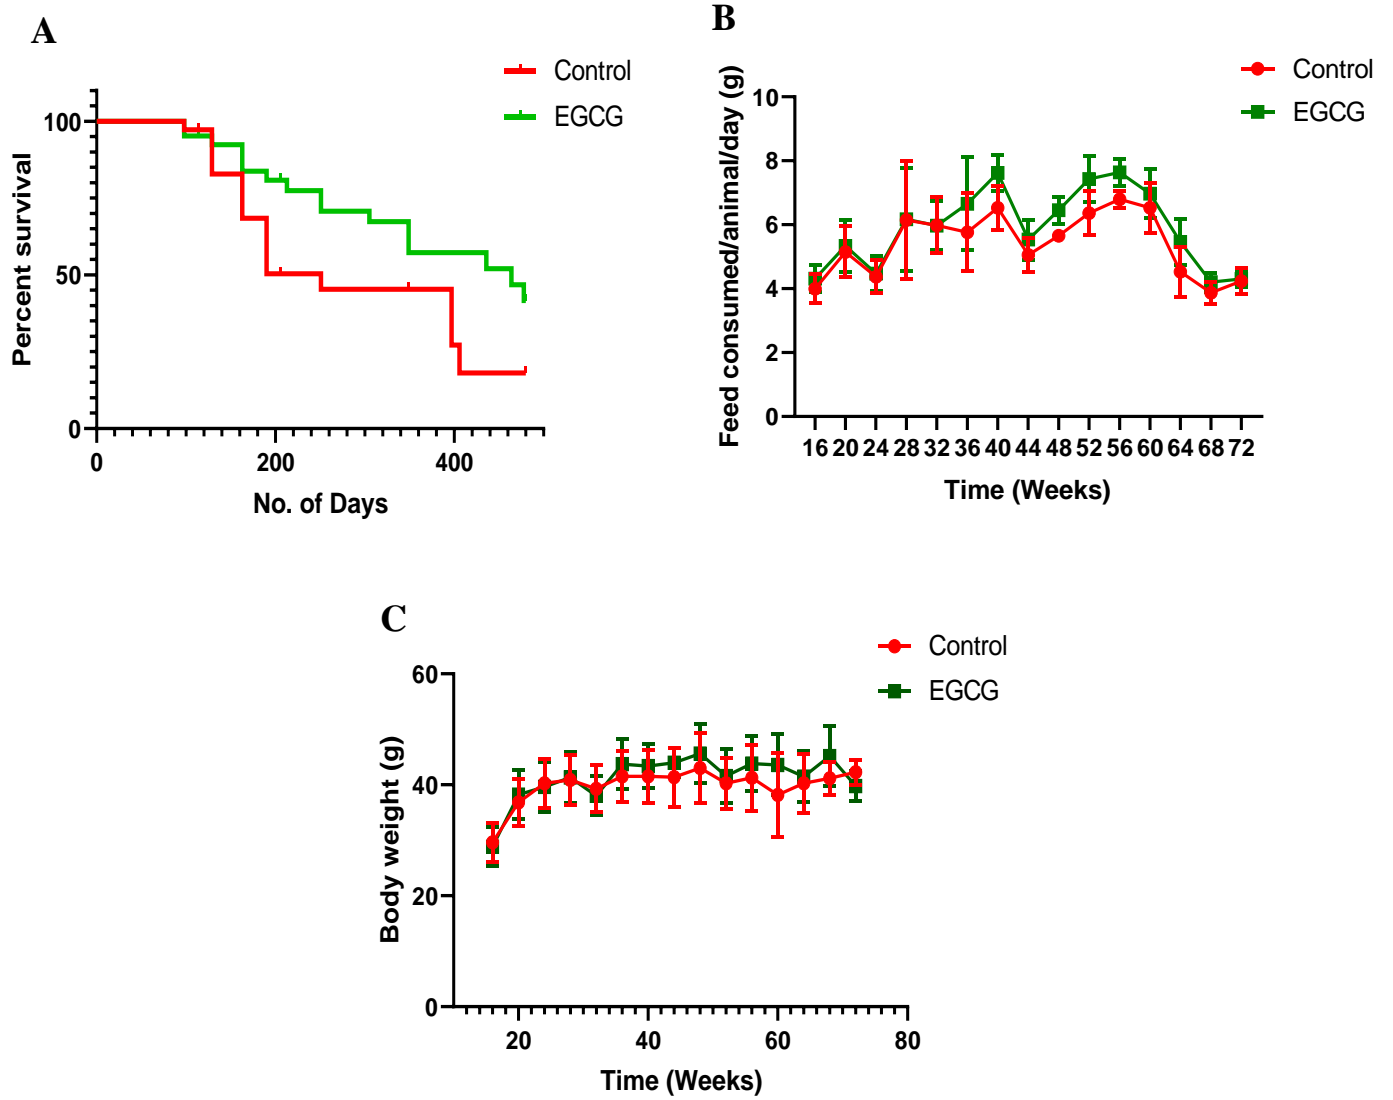 A
Control
EGCG
Percent survival
100
50
0
0 200 400
No. of Days
B
Control
EGCG
Feed consumed/animal/day (g)
10
8
6
4
2
0
16 20 24 28 32 36 40 44 48 52 56 60 64 68 72
Time (Weeks)
C
Control
EGCG
Body weight (g)
60
40
20
0
20 40 60 80
Time (Weeks)